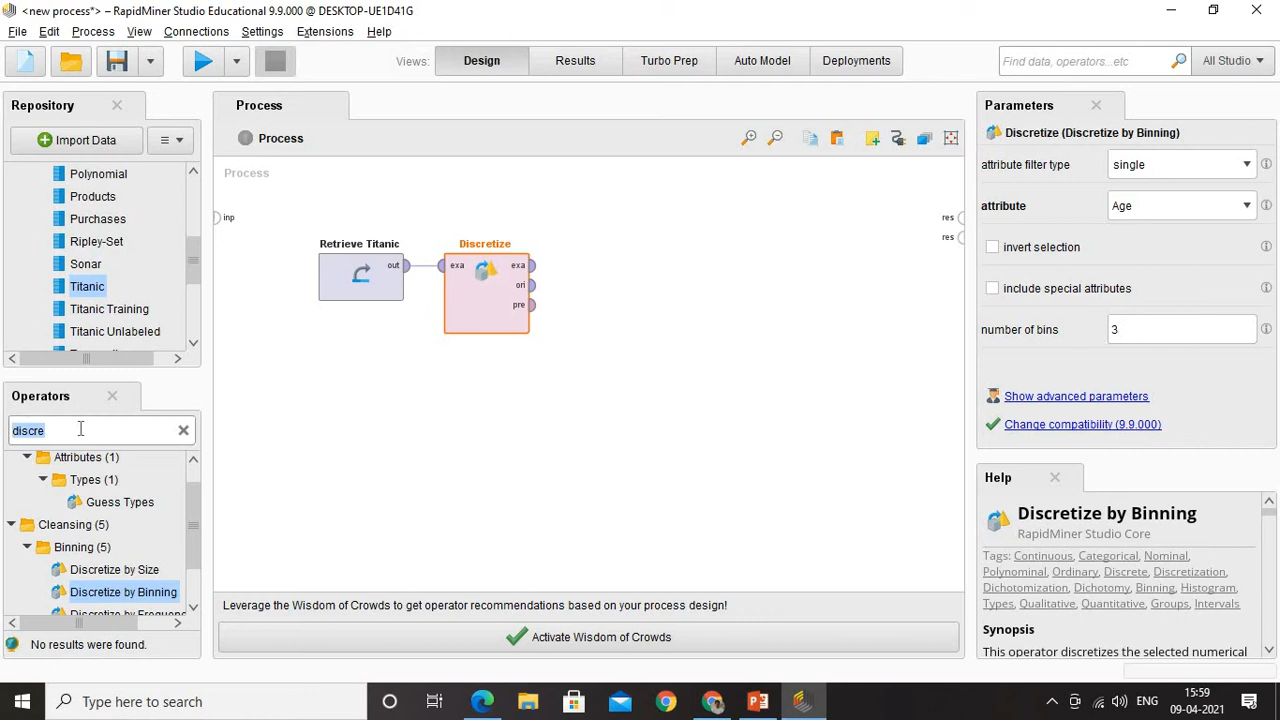 <new process*> – RapidMiner Studio Educational 9.9.000 @ DESKTOP-UE1D41G
File Edit Process View Connections Settings Extensions Help
Views: Design Results Turbo Prep Auto Model Deployments
Find data, operators...etc
All Studio
Repository
Import Data
Polynomial
Products
Purchases
Ripley-Set
Sonar
Titanic
Titanic Training
Titanic Unlabeled
Operators
discre
Attributes (1)
Types (1)
Guess Types
Cleansing (5)
Binning (5)
Discretize by Size
Discretize by Binning
Discretize by Frequenc
No results were found.
Process
Process
Process
inp
res
res
Retrieve Titanic
out
Discretize
exa exa
ori
pre
Leverage the Wisdom of Crowds to get operator recommendations based on your process design!
Activate Wisdom of Crowds
Parameters
Discretize (Discretize by Binning)
attribute filter type single
attribute Age
invert selection
include special attributes
number of bins 3
Show advanced parameters
Change compatibility (9.9.000)
Help
Discretize by Binning
RapidMiner Studio Core
Tags: Continuous, Categorical, Nominal,
Polynominal, Ordinary, Discrete, Discretization,
Dichotomization, Dichotomy, Binning, Histogram,
Types, Qualitative, Quantitative, Groups, Intervals
Synopsis
This operator discretizes the selected numerical
Type here to search
ENG
15:59
09-04-2021